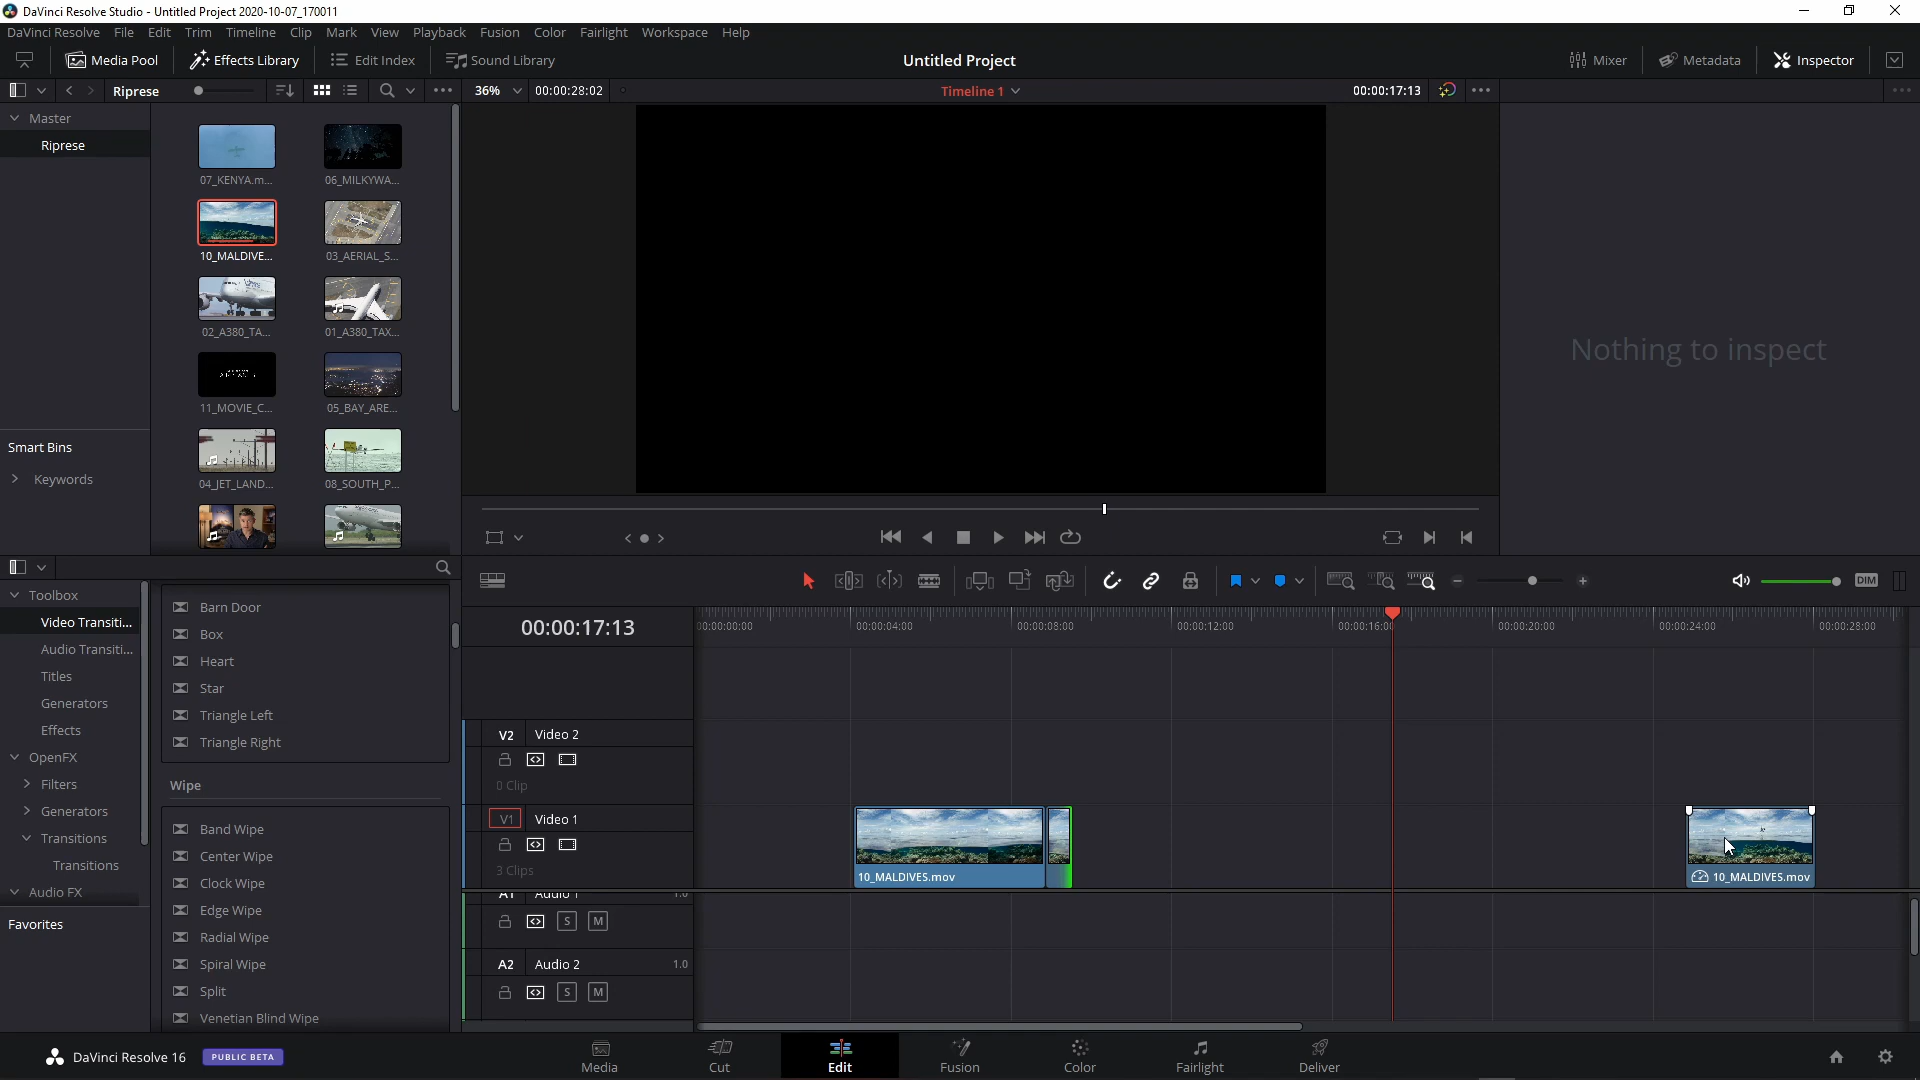 DaVinci Resolve Studio - Untitled Project 2020-10-07_170011
DaVinci Resolve File Edit Trim Timeline Clip Mark View Playback Fusion Color Fairlight Workspace Help
Media Pool Effects Library Edit Index Sound Library Untitled Project Mixer Metadata Inspector
Riprese 36% 00:00:28:02 Timeline 1 00:00:17:13
Master
Riprese
07_KENYA.m... 06_MILKYWA...
10_MALDIVE... 03_AERIAL_S...
02_A380_TA... 01_A380_TAX...
11_MOVIE_C... 05_BAY_ARE...
04_JET_LAND... 08_SOUTH_P...
Smart Bins
Keywords
Nothing to inspect
Toolbox
Video Transiti...
Audio Transiti...
Titles
Generators
Effects
OpenFX
Filters
Generators
Transitions
Transitions
Audio FX
Favorites
Barn Door
Box
Heart
Star
Triangle Left
Triangle Right
Wipe
Band Wipe
Center Wipe
Clock Wipe
Edge Wipe
Radial Wipe
Spiral Wipe
Split
Venetian Blind Wipe
DIM
00:00:17:13
00:00:00:00 00:00:04:00 00:00:08:00 00:00:12:00 00:00:16:00 00:00:20:00 00:00:24:00 00:00:28:00
V2 Video 2
0 Clip
V1 Video 1
3 Clips
10_MALDIVES.mov 10_MALDIVES.mov
A1 Audio 1 1.0
S M
A2 Audio 2 1.0
S M
DaVinci Resolve 16 PUBLIC BETA
Media Cut Edit Fusion Color Fairlight Deliver